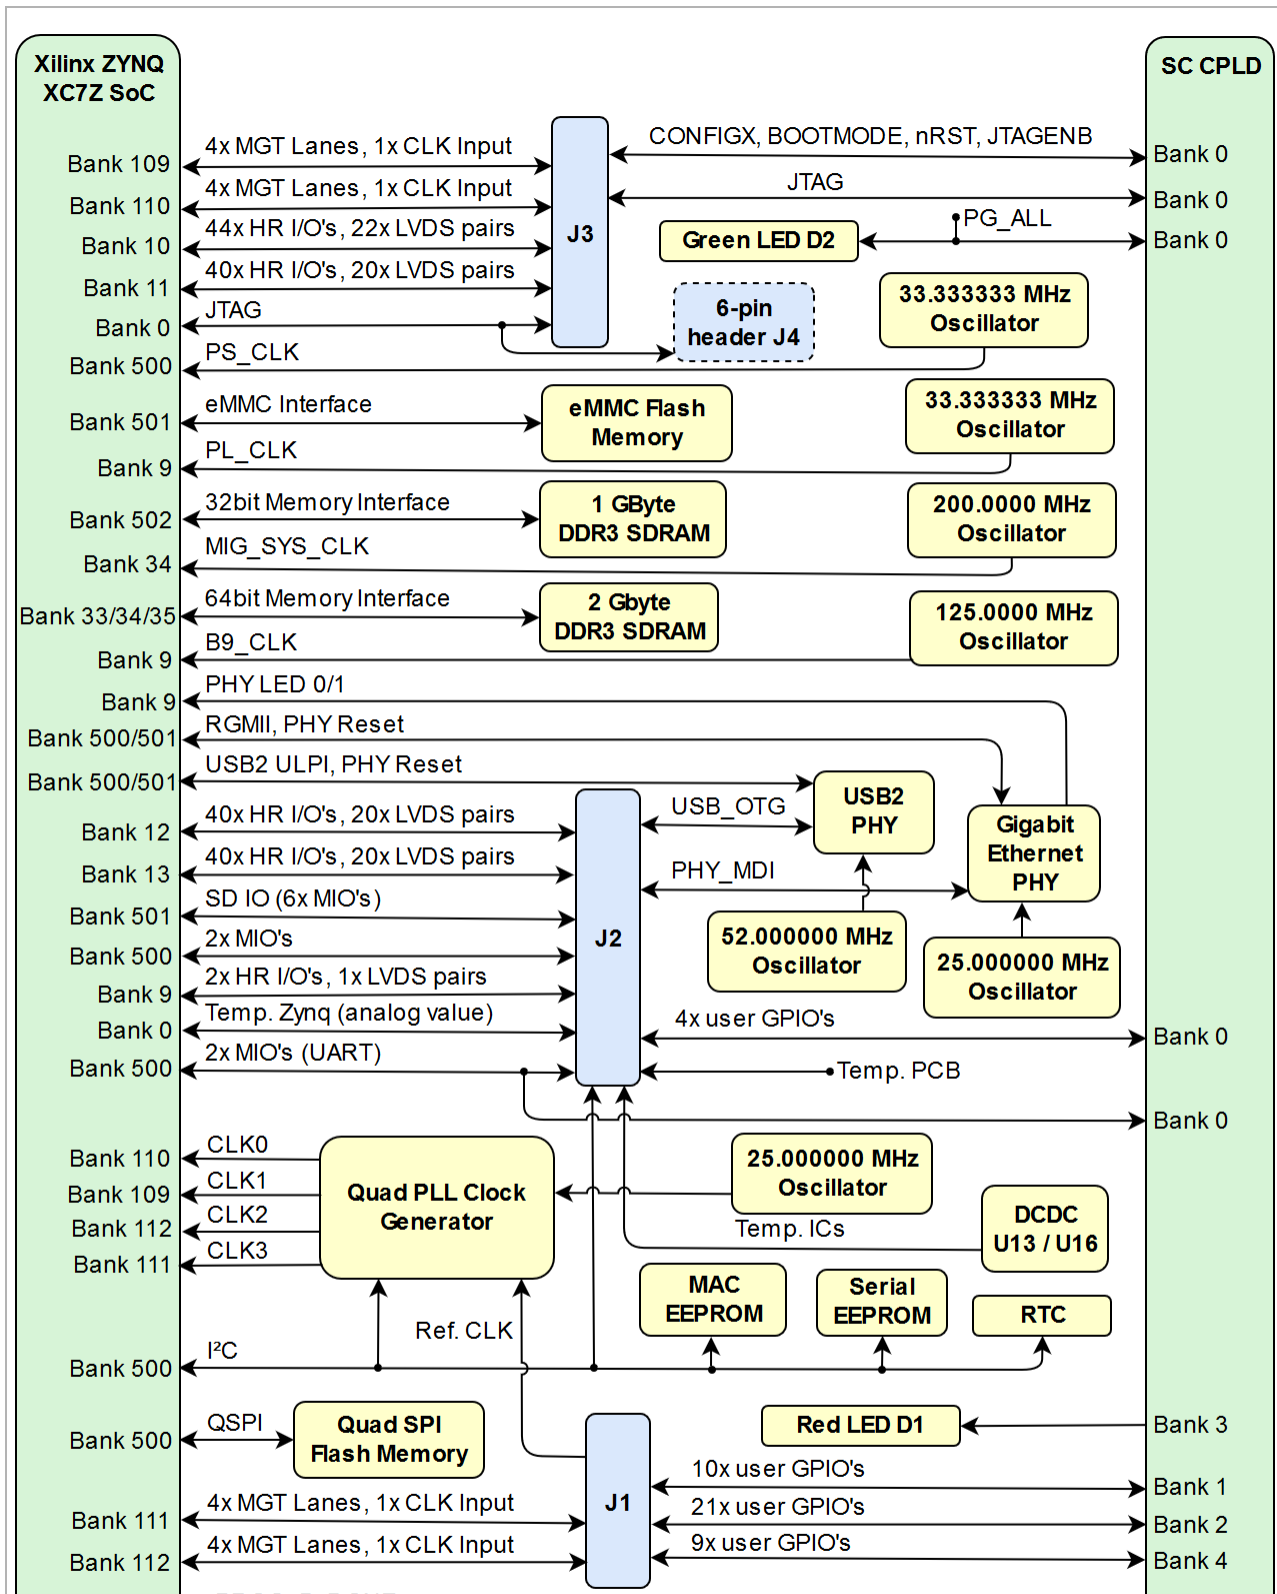 Xilinx ZYNQ
XC7Z SoC
SC CPLD
Bank 109
4x MGT Lanes, 1x CLK Input
Bank 110
4x MGT Lanes, 1x CLK Input
Bank 10
44x HR I/O's, 22x LVDS pairs
Bank 11
40x HR I/O's, 20x LVDS pairs
Bank 0
JTAG
J3
CONFIGX, BOOTMODE, nRST, JTAGENB
Bank 0
JTAG
Bank 0
Green LED D2
PG_ALL
Bank 0
6-pin
header J4
33.333333 MHz
Oscillator
Bank 500
PS_CLK
Bank 501
eMMC Interface
eMMC Flash
Memory
33.333333 MHz
Oscillator
Bank 9
PL_CLK
Bank 502
32bit Memory Interface
1 GByte
DDR3 SDRAM
200.0000 MHz
Oscillator
Bank 34
MIG_SYS_CLK
Bank 33/34/35
64bit Memory Interface
2 Gbyte
DDR3 SDRAM
125.0000 MHz
Oscillator
Bank 9
B9_CLK
Bank 9
PHY LED 0/1
Bank 500/501
RGMII, PHY Reset
Bank 500/501
USB2 ULPI, PHY Reset
Bank 12
40x HR I/O's, 20x LVDS pairs
Bank 13
40x HR I/O's, 20x LVDS pairs
Bank 501
SD IO (6x MIO's)
Bank 500
2x MIO's
Bank 9
2x HR I/O's, 1x LVDS pairs
Bank 0
Temp. Zynq (analog value)
Bank 500
2x MIO's (UART)
J2
USB_OTG
USB2
PHY
PHY_MDI
Gigabit
Ethernet
PHY
52.000000 MHz
Oscillator
25.000000 MHz
Oscillator
4x user GPIO's
Bank 0
Temp. PCB
Bank 0
Bank 110
CLK0
Bank 109
CLK1
Bank 112
CLK2
Bank 111
CLK3
Quad PLL Clock
Generator
25.000000 MHz
Oscillator
Temp. ICs
DCDC
U13 / U16
MAC
EEPROM
Serial
EEPROM
RTC
Ref. CLK
Bank 500
I²C
Bank 500
QSPI
Quad SPI
Flash Memory
Red LED D1
Bank 3
J1
10x user GPIO's
Bank 1
21x user GPIO's
Bank 2
9x user GPIO's
Bank 4
Bank 111
4x MGT Lanes, 1x CLK Input
Bank 112
4x MGT Lanes, 1x CLK Input